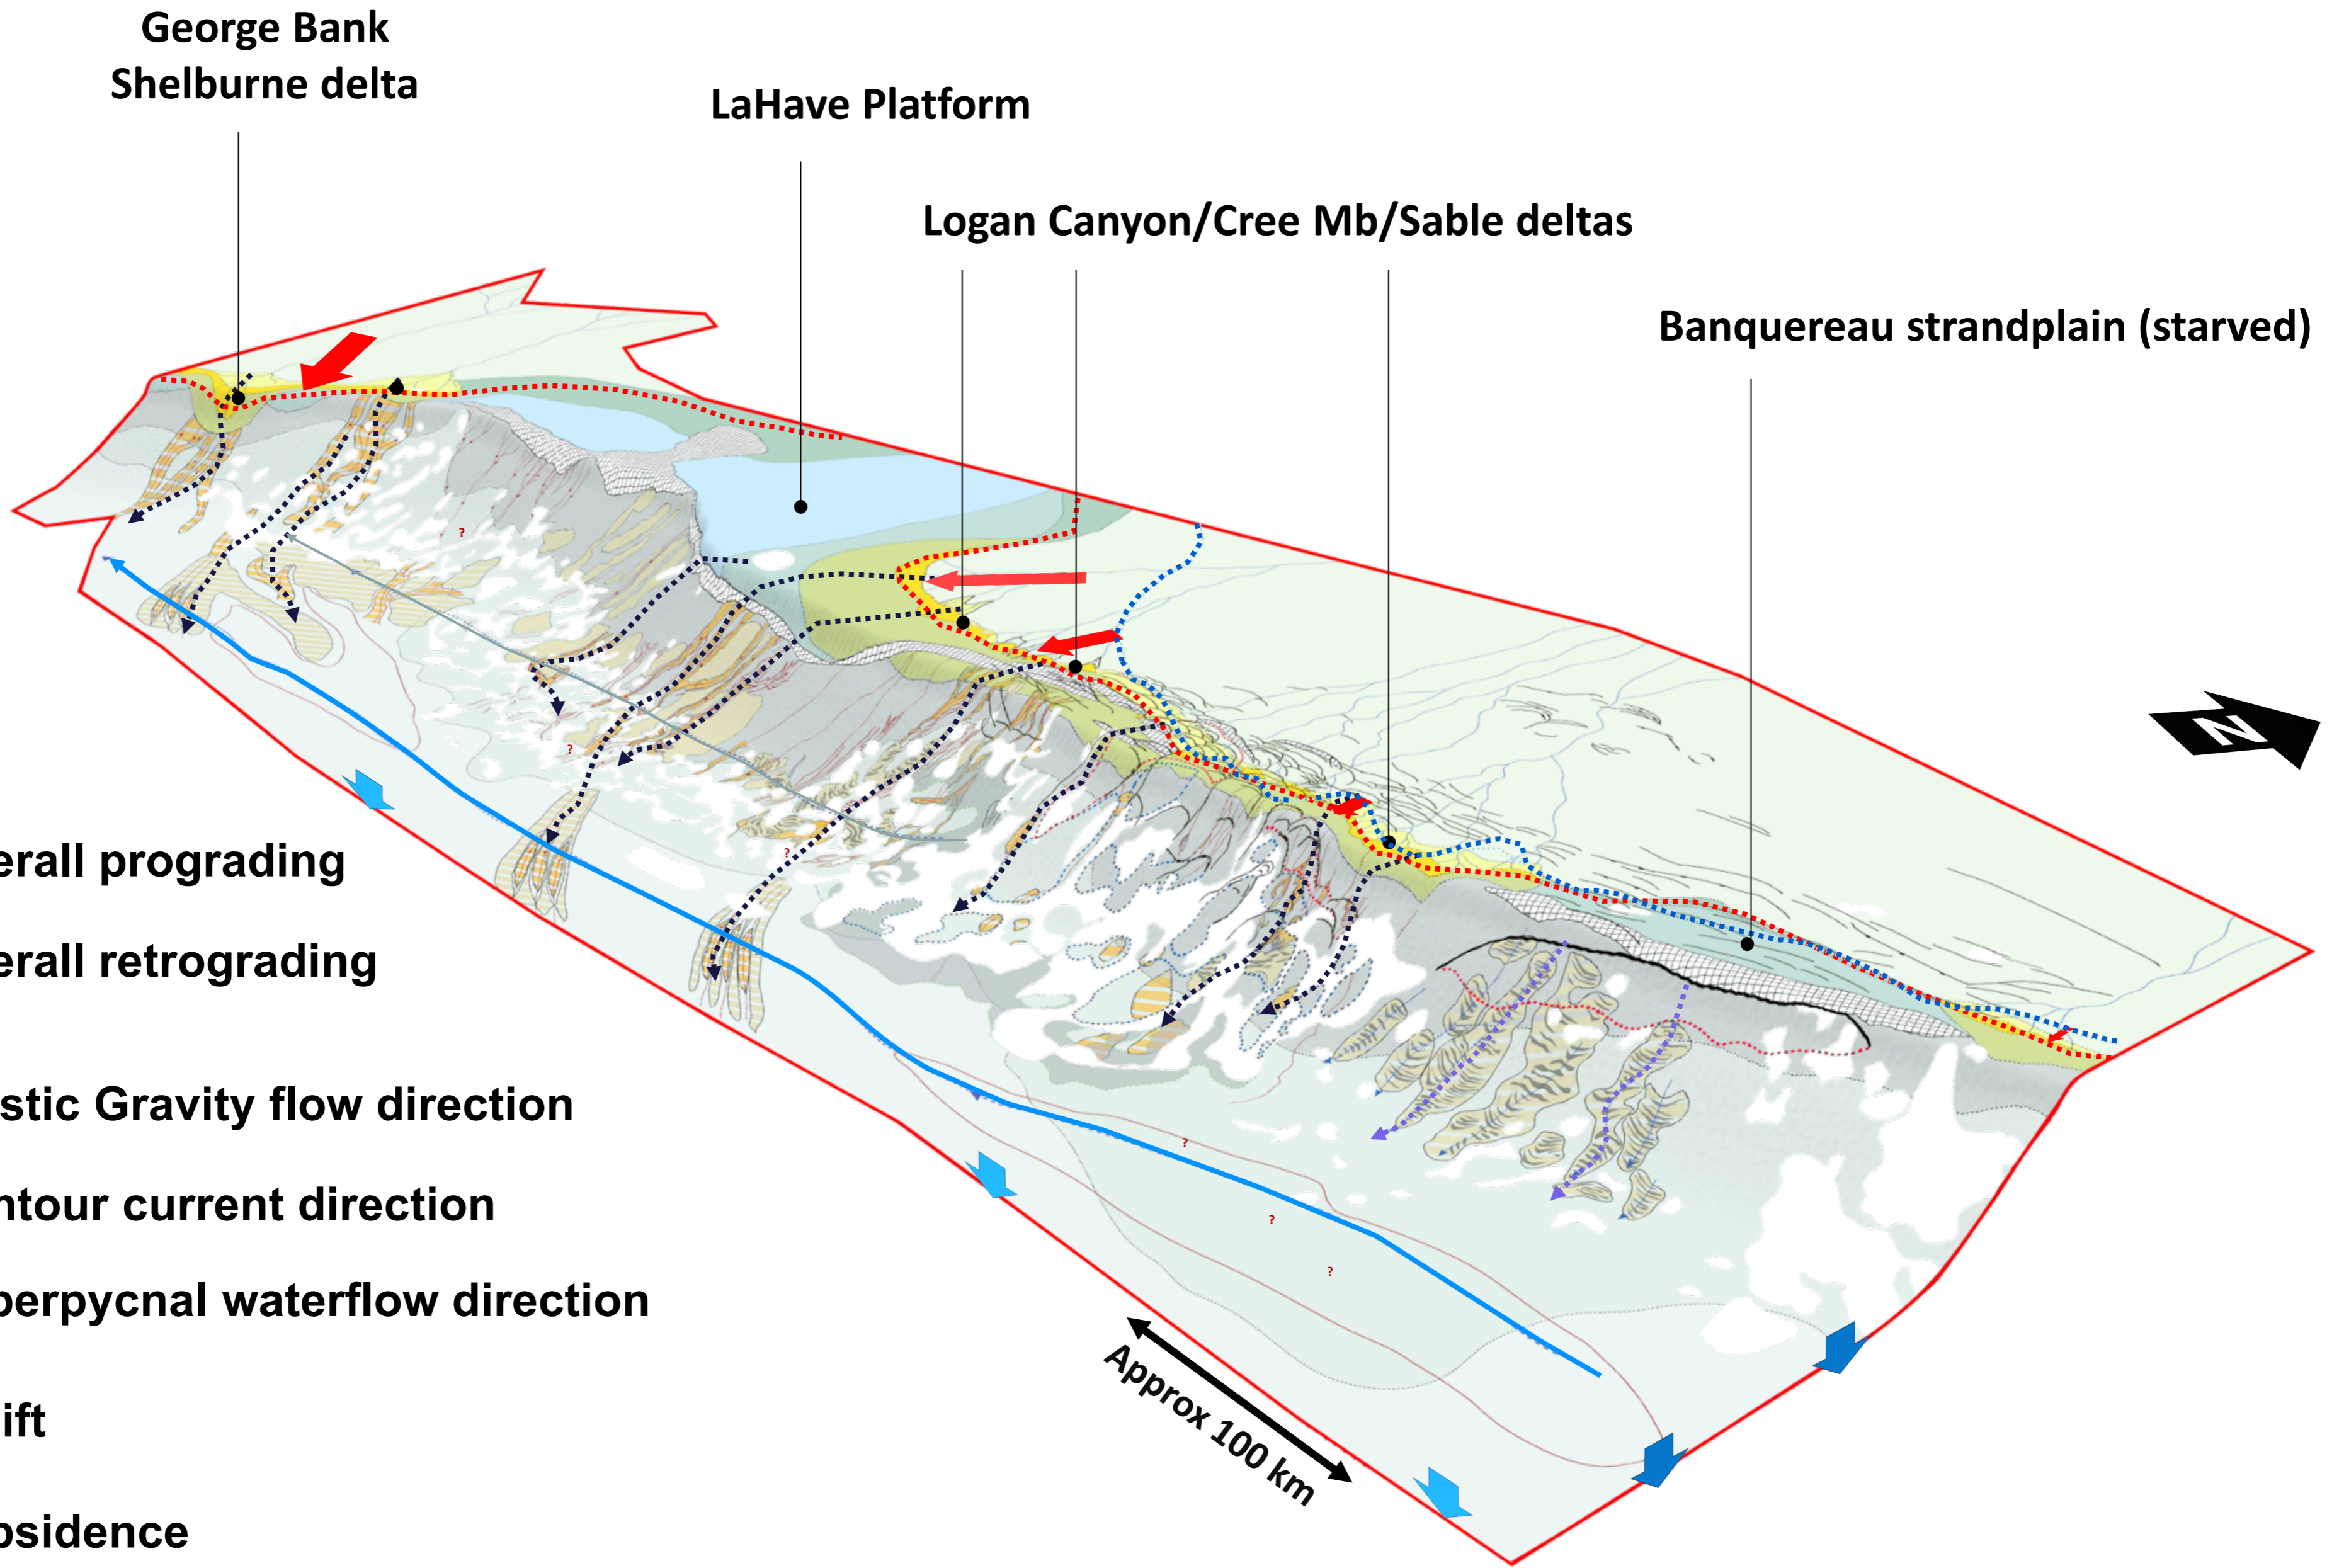 George Bank
Shelburne delta
LaHave Platform
Logan Canyon/Cree Mb/Sable deltas
Banquereau strandplain (starved)
?
N
?
erall prograding
?
erall retrograding
stic Gravity flow direction
?
ntour current direction
?
?
perpycnal waterflow direction
Approx 100 km
ift
bsidence